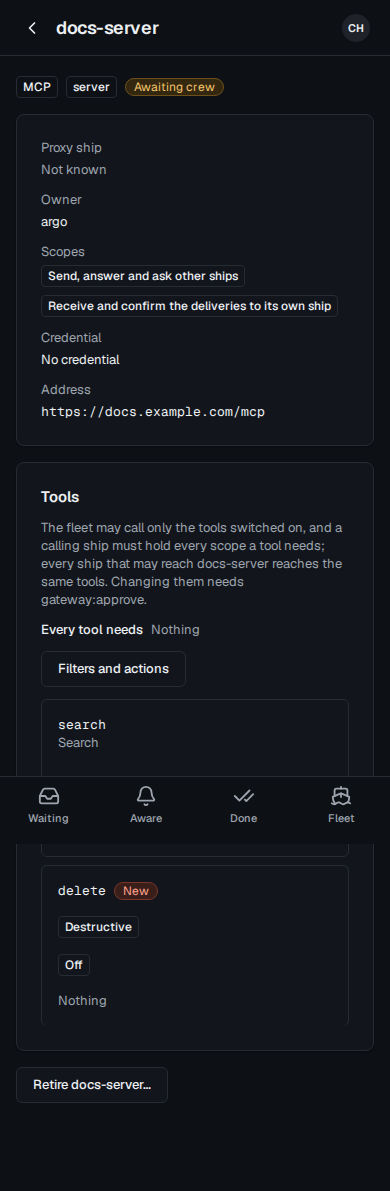 docs-server
CH
MCP
server
Awaiting crew
Proxy ship
Not known
Owner
argo
Scopes
Send, answer and ask other ships
Receive and confirm the deliveries to its own ship
Credential
No credential
Address
https://docs.example.com/mcp
Tools
The fleet may call only the tools switched on, and a
calling ship must hold every scope a tool needs;
every ship that may reach docs-server reaches the
same tools. Changing them needs
gateway:approve.
Every tool needs Nothing
Filters and actions
search
Search
Waiting
Aware
Done
Fleet
delete New
Destructive
Off
Nothing
Retire docs-server...